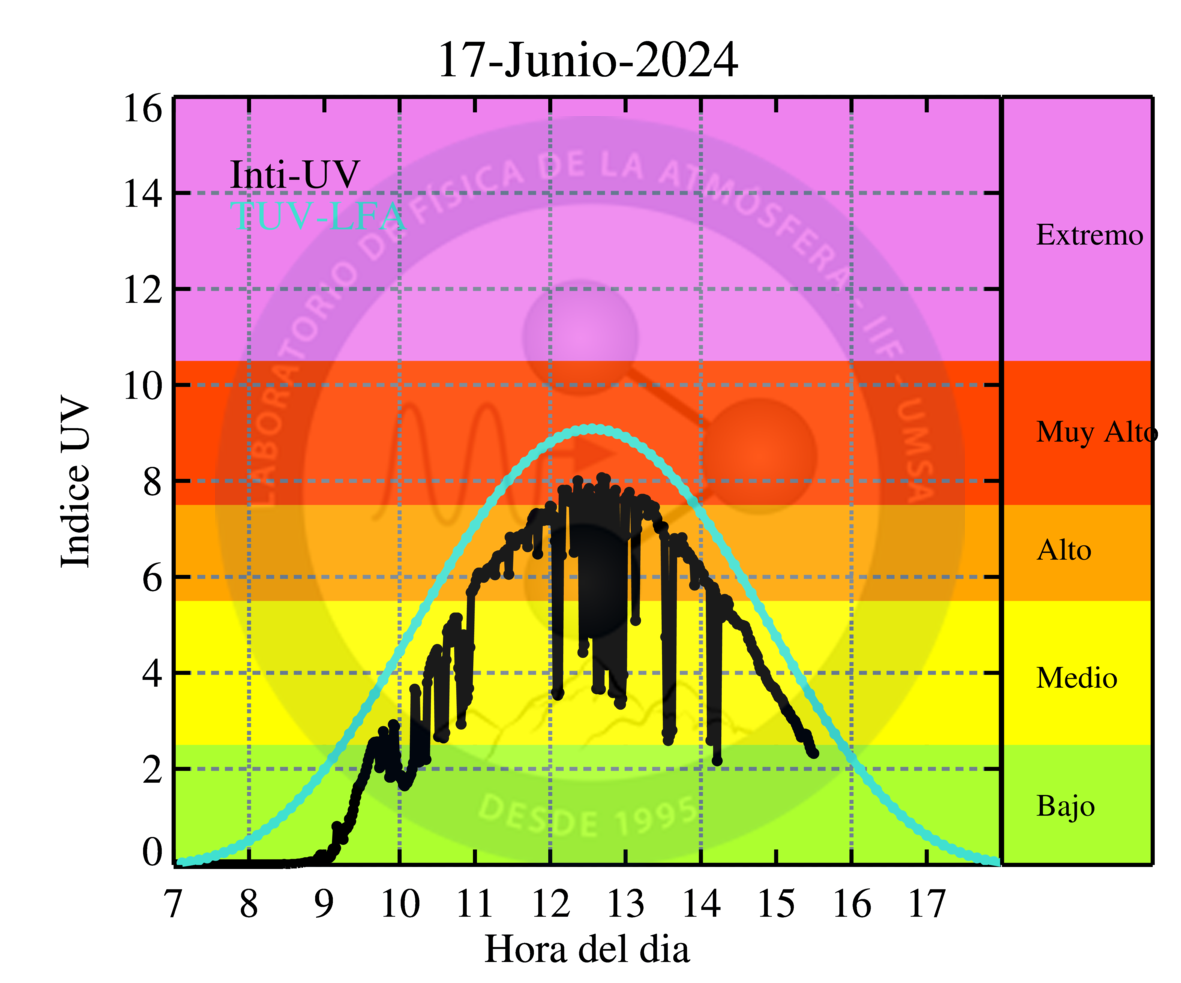 17-Junio-2024
Inti-UV
TUV-LFA
LABORATORIO DE FÍSICA DE LA ATMÓSFERA - IIF - UMSA
DESDE 1995
Indice UV
16
14
12
10
8
6
4
2
0
Extremo
Muy Alto
Alto
Medio
Bajo
7 8 9 10 11 12 13 14 15 16 17
Hora del dia